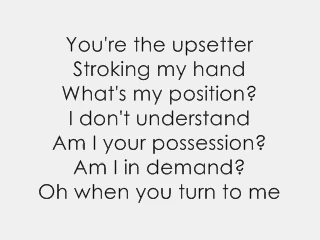 You're the upsetter
Stroking my hand
What's my position?
I don't understand
Am I your possession?
Am I in demand?
Oh when you turn to me